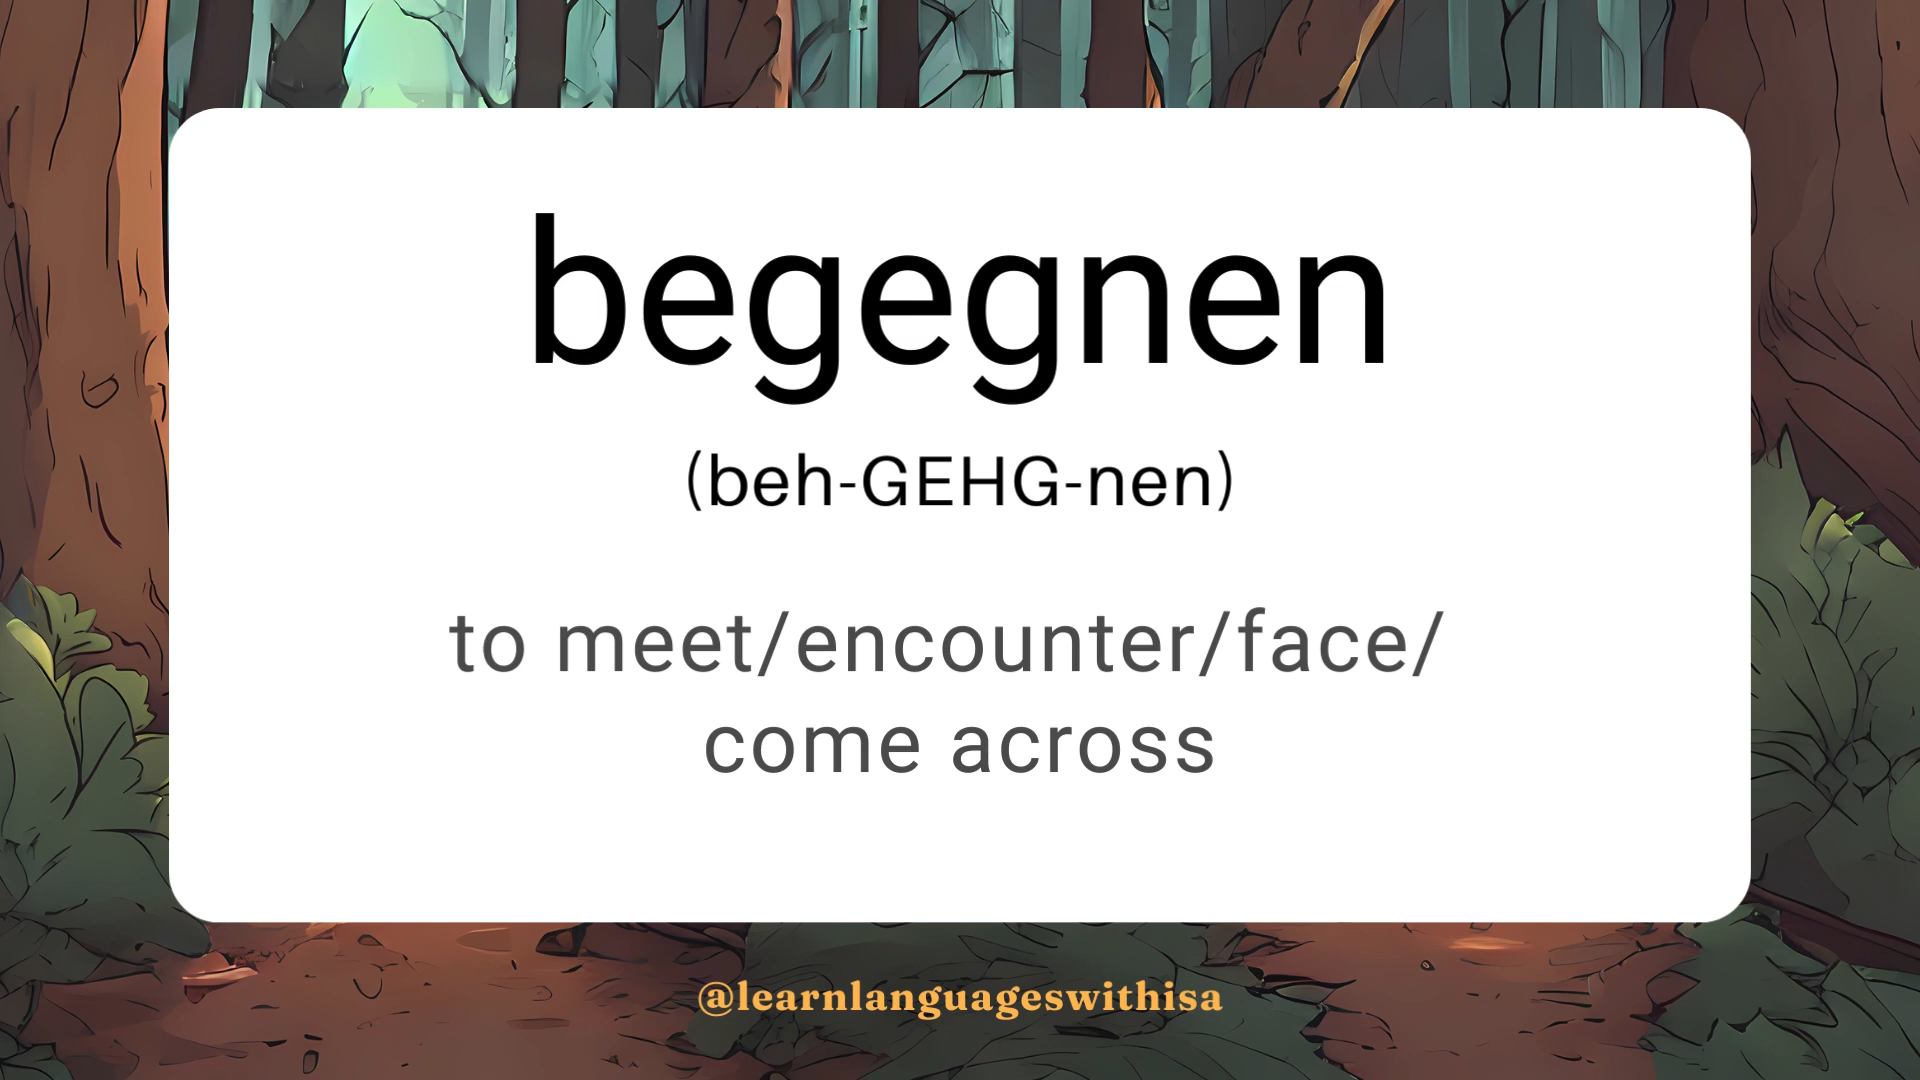 begegnen
(beh-GEHG-nen)
to meet/encounter/face/
come across
@learnlanguageswithisa